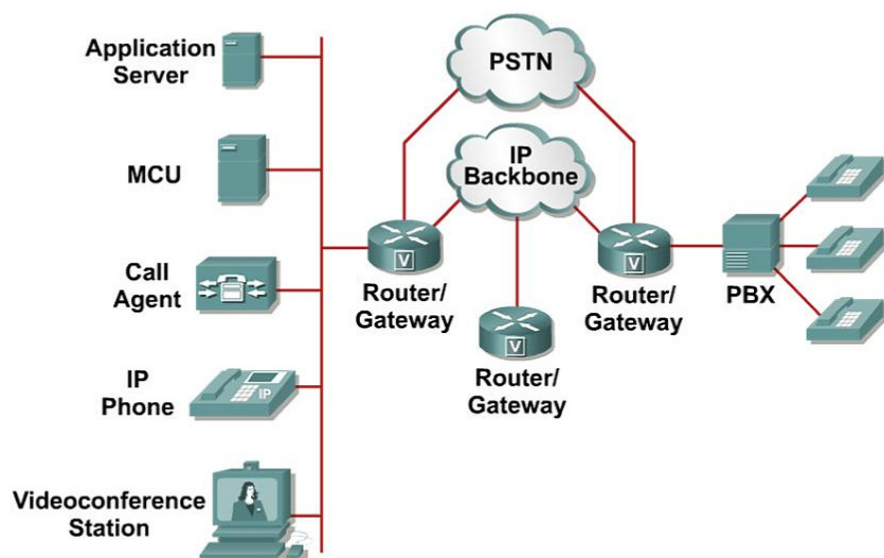 Application
Server
PSTN
MCU
IP
Backbone
Call
Agent
V
Router/
Gateway
V
Router/
Gateway
PBX
V
Router/
Gateway
IP
Phone
IP
Videoconference
Station